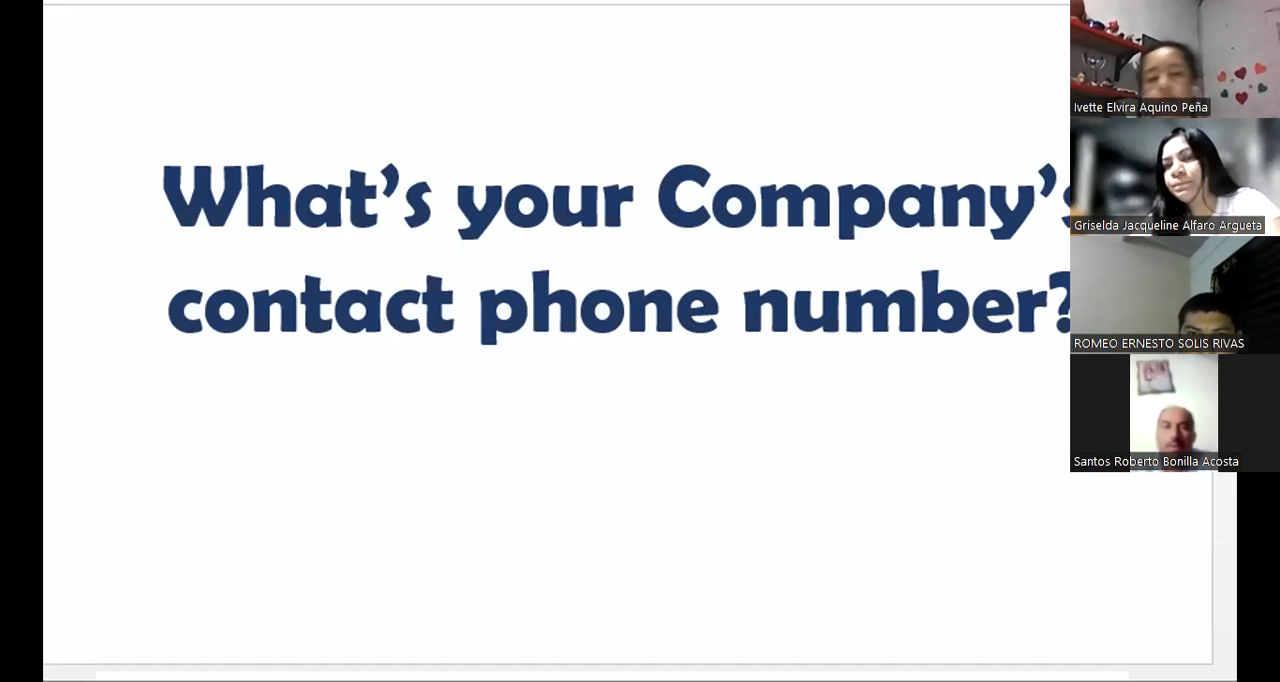 What's your Company's
contact phone number?
Ivette Elvira Aquino Peña
Griselda Jacqueline Alfaro Argueta
ROMEO ERNESTO SOLIS RIVAS
Santos Roberto Bonilla Acosta